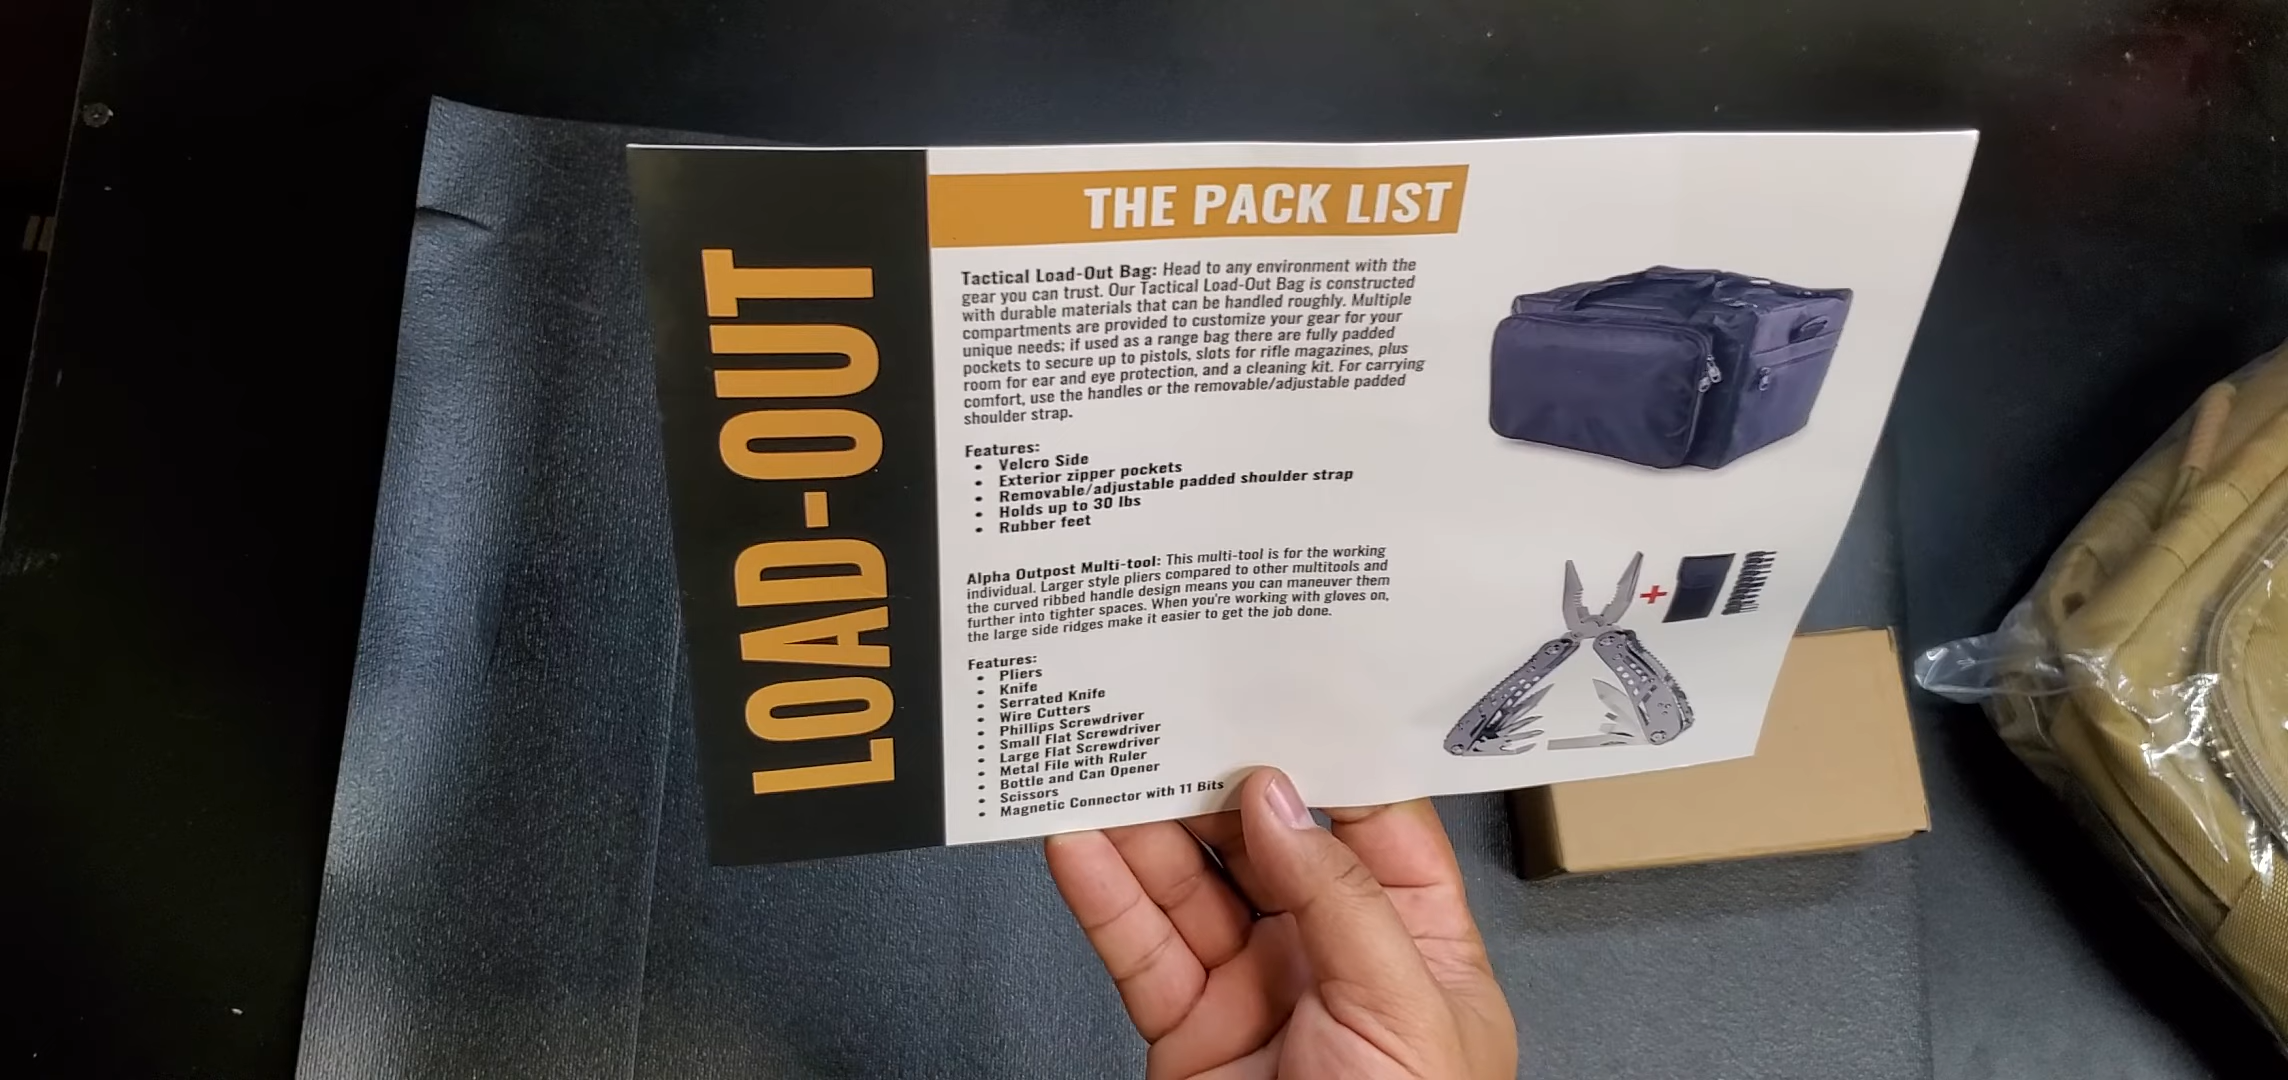 LOAD-OUT
THE PACK LIST
Tactical Load-Out Bag: Head to any environment with the
gear you can trust. Our Tactical Load-Out Bag is constructed
with durable materials that can be handled roughly. Multiple
compartments are provided to customize your gear for your
unique needs; if used as a range bag there are fully padded
pockets to secure up to pistols, slots for rifle magazines, plus
room for ear and eye protection, and a cleaning kit. For carrying
comfort, use the handles or the removable/adjustable padded
shoulder strap.
Features:
• Velcro Side
• Exterior zipper pockets
• Removable/adjustable padded shoulder strap
• Holds up to 30 lbs
• Rubber feet
Alpha Outpost Multi-tool: This multi-tool is for the working
individual. Larger style pliers compared to other multitools and
the curved ribbed handle design means you can maneuver them
further into tighter spaces. When you're working with gloves on,
the large side ridges make it easier to get the job done.
Features:
• Pliers
• Knife
• Serrated Knife
• Wire Cutters
• Phillips Screwdriver
• Small Flat Screwdriver
• Large Flat Screwdriver
• Metal File with Ruler
• Bottle and Can Opener
• Scissors
• Magnetic Connector with 11 Bits